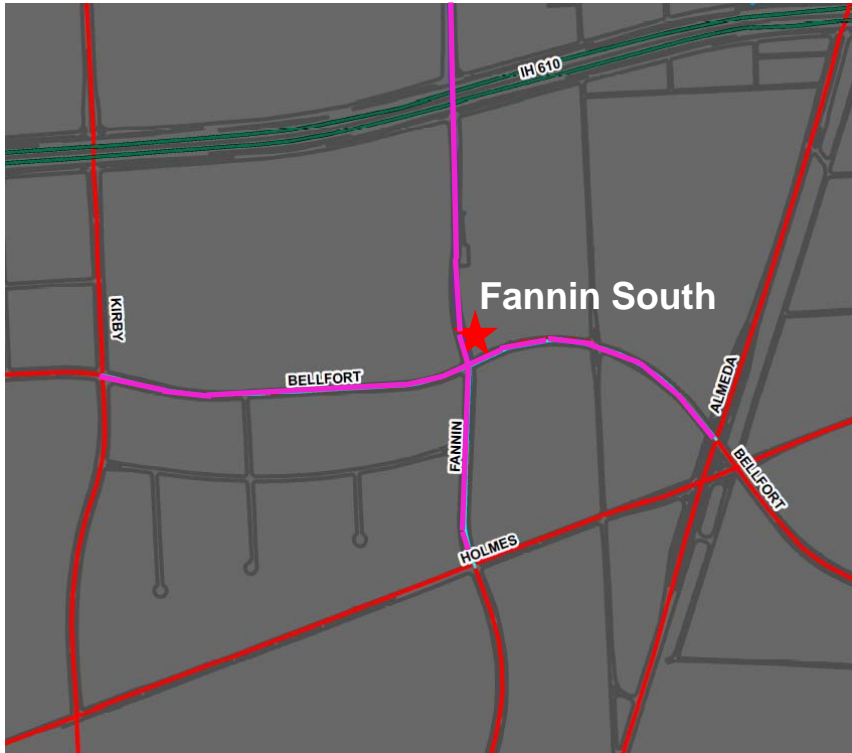 IH 610
KIRBY
Fannin South
BELLFORT
ALMEDA
FANNIN
BELLFORT
HOLMES